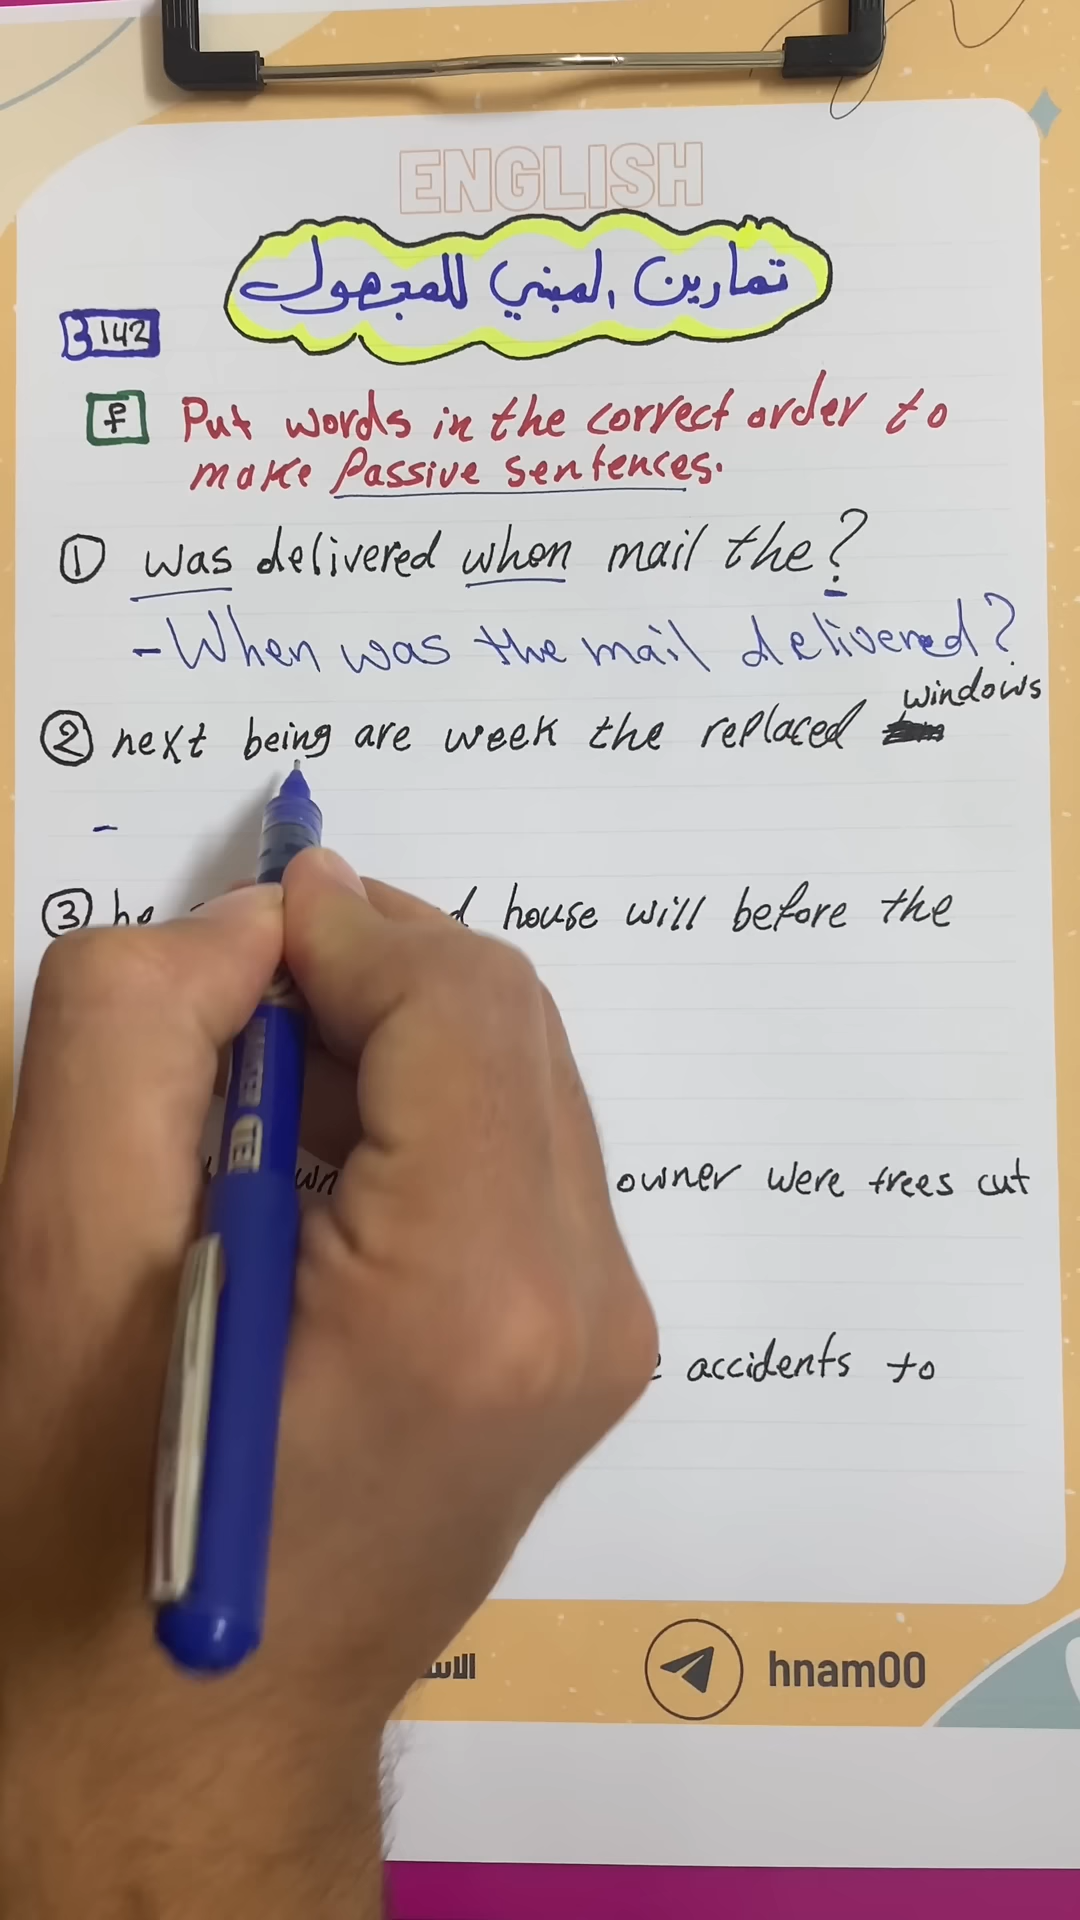 ENGLISH
تمارين المبني للمجهول
142
f Put words in the correct order to
make Passive sentences.
① was delivered when mail the?
- When was the mail delivered?
windows
② next being are week the replaced
-
③ house will before the
owner were trees cut
accidents to
hnam00